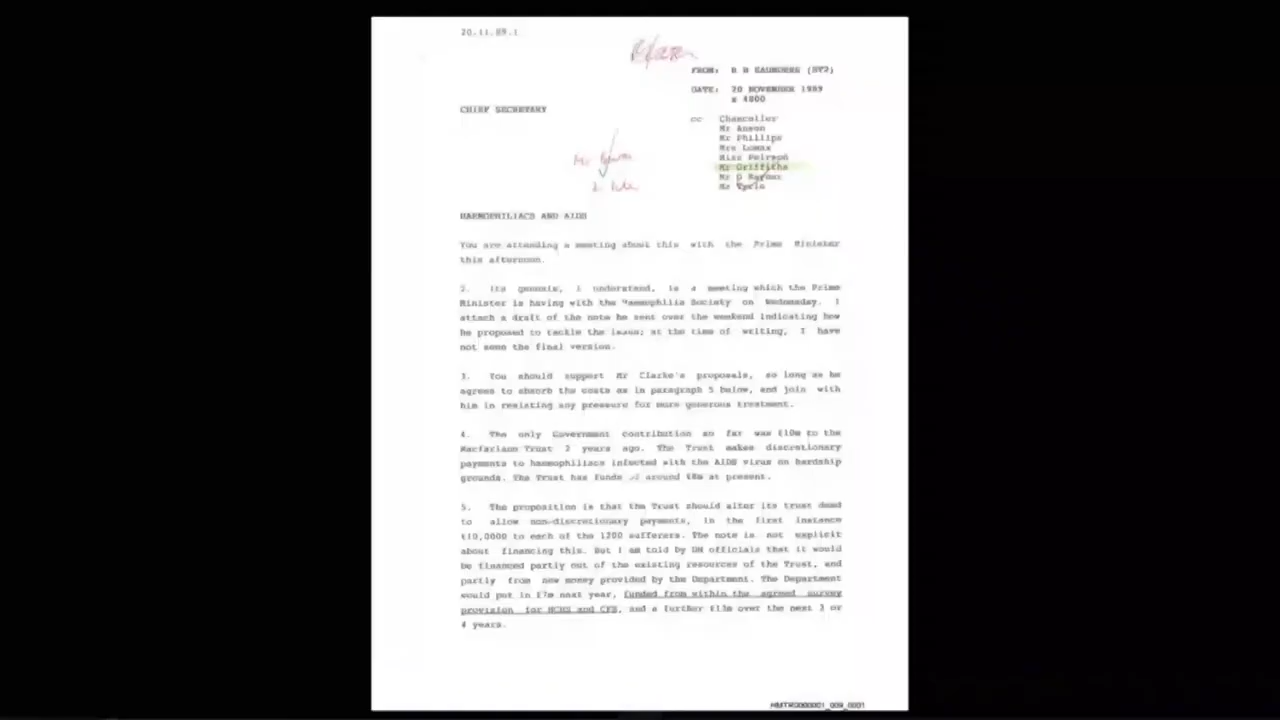 20.11.89.1
FROM: R B SAUNDERS (ST2)
DATE: 20 NOVEMBER 1989
x 4800
CHIEF SECRETARY
cc Chancellor
Mr Anson
Mr Phillips
Mrs Lomax
Miss Peirson
Mr Griffiths
Mr
Mr
HAEMOPHILIACS AND AIDS
You are attending a meeting about this with the Prime Minister
this afternoon.
2. Its genesis, I understand, is a meeting which the Prime
Minister is having with the Haemophilia Society on Wednesday. I
attach a draft of the note he sent over the weekend indicating how
he proposed to tackle the issue; at the time of writing, I have
not seen the final version.
3. You should support Mr Clarke's proposals, so long as he
agrees to absorb the costs as in paragraph 5 below, and join with
him in resisting any pressure for more generous treatment.
4. The only Government contribution so far was £10m to the
Macfarlane Trust 2 years ago. The Trust makes discretionary
payments to haemophiliacs infected with the AIDS virus on hardship
grounds. The Trust has funds of around £8m at present.
5. The proposition is that the Trust should alter its trust deed
to allow non-discretionary payments, in the first instance
£10,0000 to each of the 1200 sufferers. The note is not explicit
about financing this. But I am told by DH officials that it would
be financed partly out of the existing resources of the Trust, and
partly from new money provided by the Department. The Department
would put in £7m next year, funded from within the agreed survey
provision for HCHS and CFS, and a further £13m over the next 3 or
4 years.
HMTR0000001_009_0001